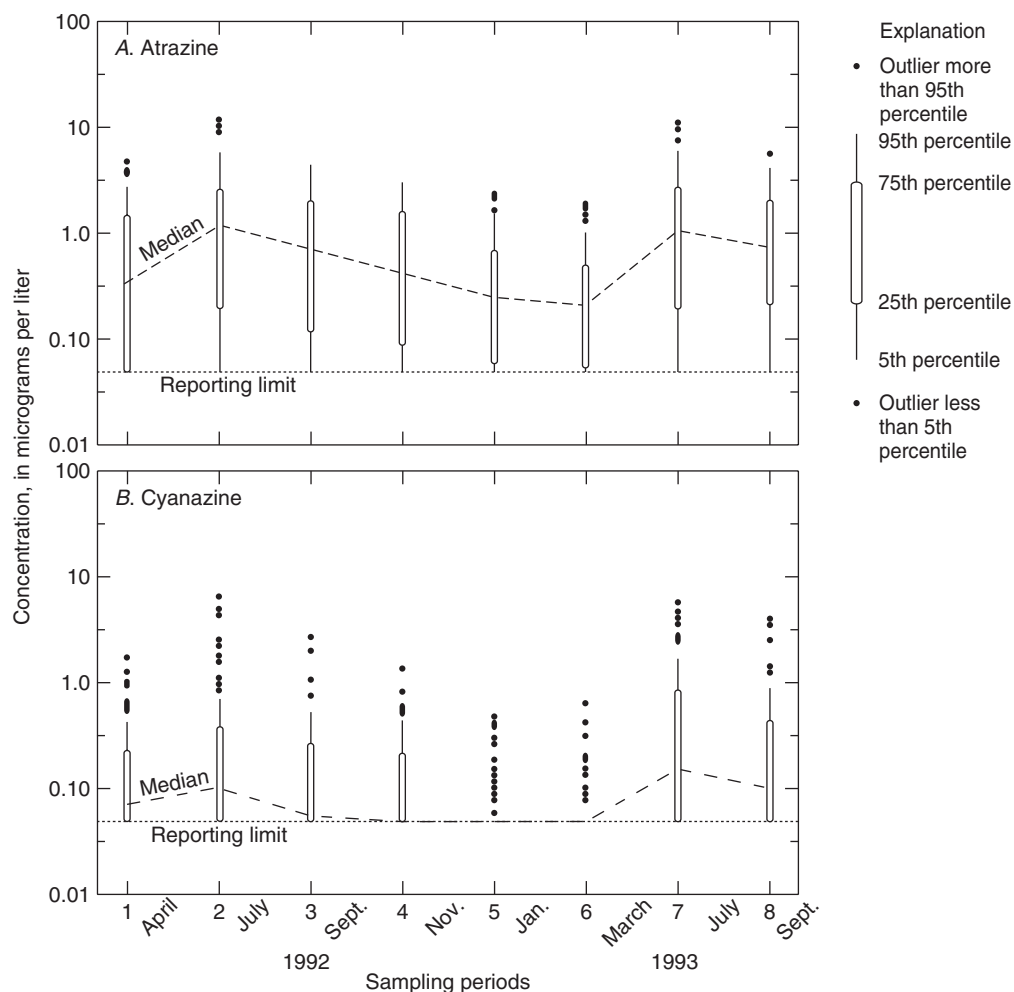 Concentration, in micrograms per liter
100
10
1.0
0.10
0.01
A. Atrazine
Median
Reporting limit
100
10
1.0
0.10
0.01
B. Cyanazine
Median
Reporting limit
1 2 3 4 5 6 7 8
April July Sept. Nov. Jan. March July Sept.
1992 1993
Sampling periods
Explanation
Outlier more
than 95th
percentile
95th percentile
75th percentile
25th percentile
5th percentile
Outlier less
than 5th
percentile